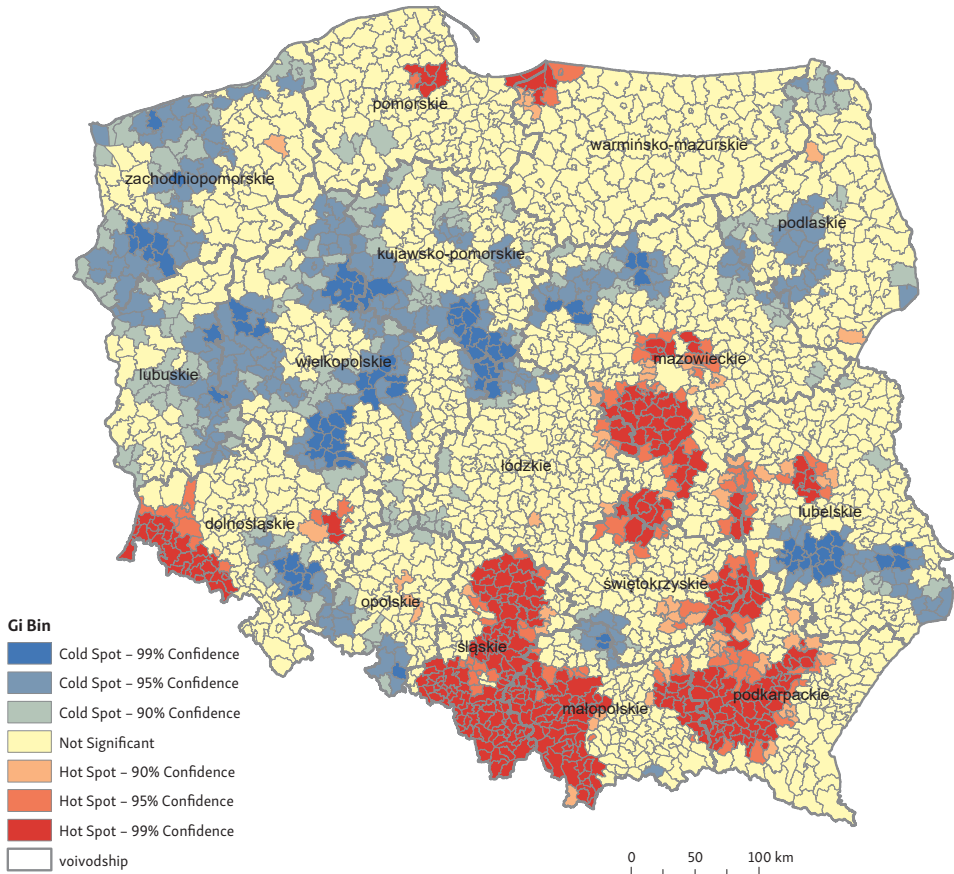 pomorskie
warmińsko-mazurskie
zachodniopomorskie
podlaskie
kujawsko-pomorskie
mazowieckie
wielkopolskie
lubuskie
łódzkie
lubelskie
dolnośląskie
świętokrzyskie
opolskie
śląskie
podkarpackie
małopolskie
Gi Bin
Cold Spot – 99% Confidence
Cold Spot – 95% Confidence
Cold Spot – 90% Confidence
Not Significant
Hot Spot – 90% Confidence
Hot Spot – 95% Confidence
Hot Spot – 99% Confidence
voivodship
0 50 100 km